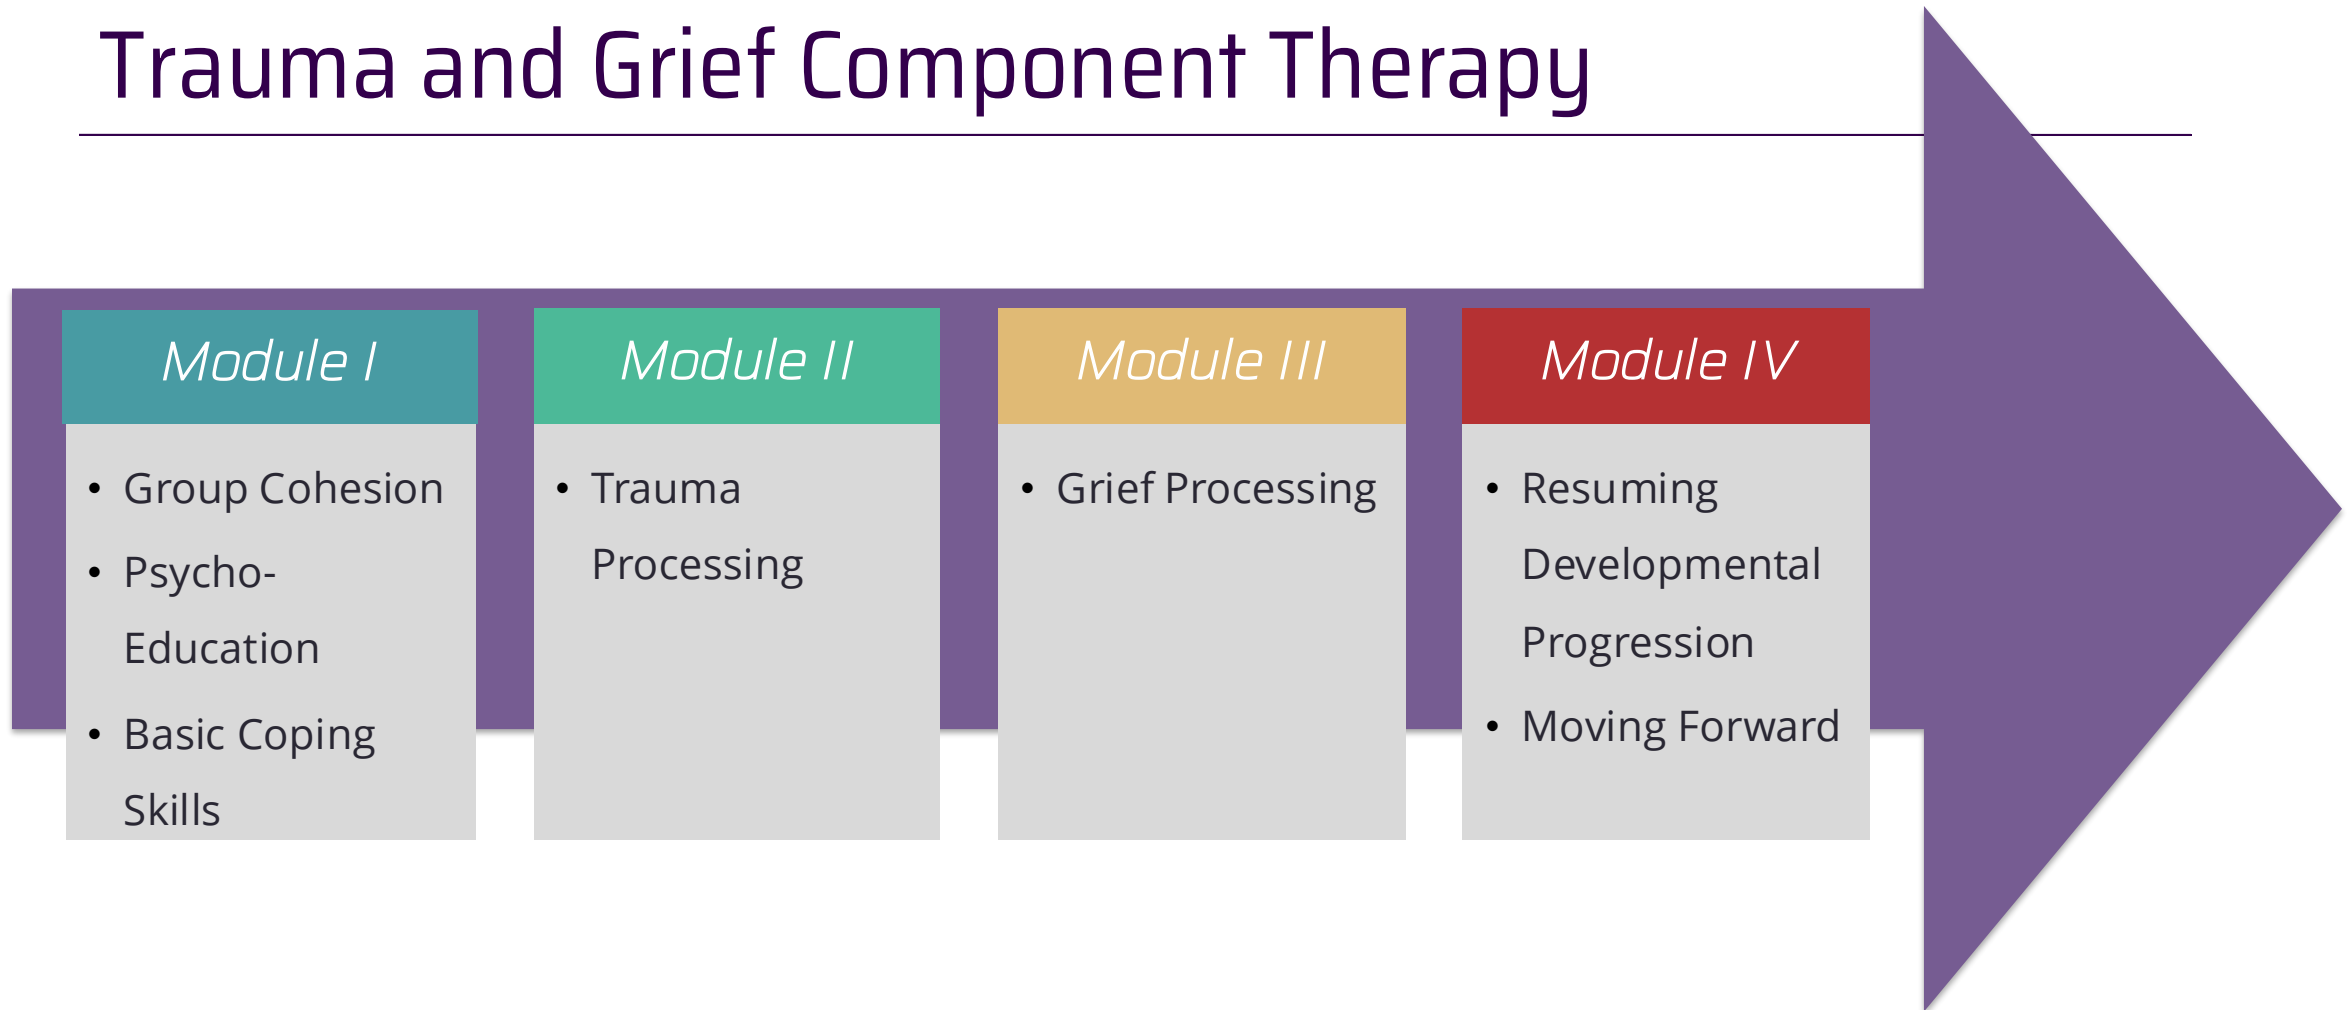 Trauma and Grief Component Therapy
Module I
• Group Cohesion
• Psycho-
Education
• Basic Coping
Skills
Module II
• Trauma
Processing
Module III
• Grief Processing
Module IV
• Resuming
Developmental
Progression
• Moving Forward